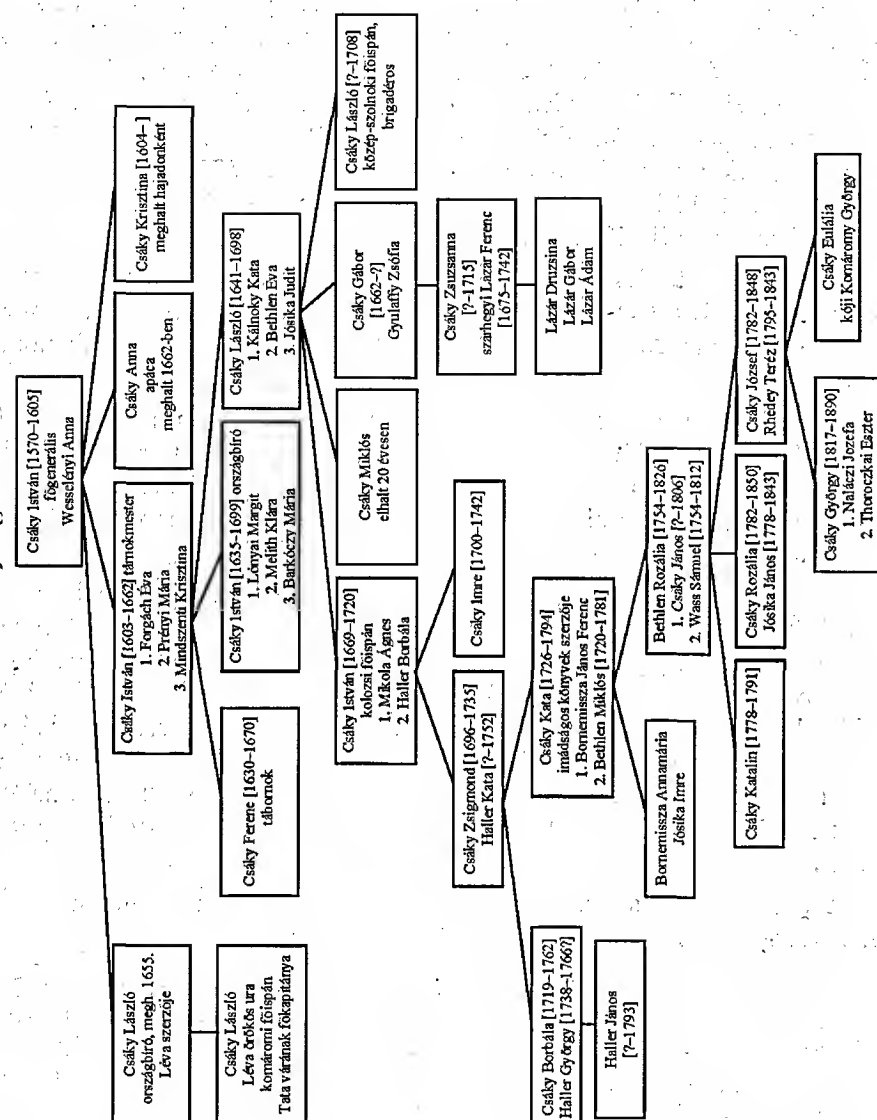 Csáky István [1570–1605]
főgenerális
Wesselényi Anna
Csáky László
országbíró, megh. 1655.
Léva szerzője
Csáky István [1603–1662] tárnokmester
1. Forgách Éva
2. Prényi Mária
3. Mindszenti Krisztina
Csáky Anna
apáca
meghalt 1662-ben
Csáky Krisztina [1604– ]
meghalt hajadonként
Csáky László
Léva örökös ura
komáromi főispán
Tata várának főkapitánya
Csáky Ferenc [1630–1670]
tábornok
Csáky István [1635–1699] országbíró
1. Lónyai Margit
2. Melith Klára
3. Barkóczy Mária
Csáky László [1641–1698]
1. Kálnoky Kata
2. Bethlen Éva
3. Jósika Judit
Csáky István [1669–1720]
kolozsi főispán
1. Mikola Ágnes
2. Haller Borbála
Csáky Miklós
elhalt 20 évesen
Csáky Gábor
[1662–?]
Gyulaffy Zsófia
Csáky László [?–1708]
közép-szolnoki főispán,
brigadéros
Csáky Zsigmond [1696–1735]
Haller Kata [?–1752]
Csáky Imre [1700–1742]
Csáky Zsuzsanna
[?–1715]
szárhegyi Lázár Ferenc
[1675–1742]
Csáky Borbála [1719–1762]
Haller György [1738–1766?]
Csáky Kata [1726–1794]
imádságos könyvek szerzője
1. Bornemissza János Ferenc
2. Bethlen Miklós [1720–1781]
Lázár Druzsina
Lázár Gábor
Lázár Ádám
Haller János
[?–1793]
Bornemissza Annamária
Jósika Imre
Bethlen Rozália [1754–1826]
1. Csáky János [?–1806]
2. Wass Sámuel [1754–1812]
Csáky Katalin [1778–1791]
Csáky Rozália [1782–1850]
Jósika János [1778–1843]
Csáky József [1782–1848]
Rhédey Teréz [1795–1843]
Csáky György [1817–1890]
1. Naláczi Jozefa
2. Thoroczkai Eszter
Csáky Eulália
kóji Komáromy György